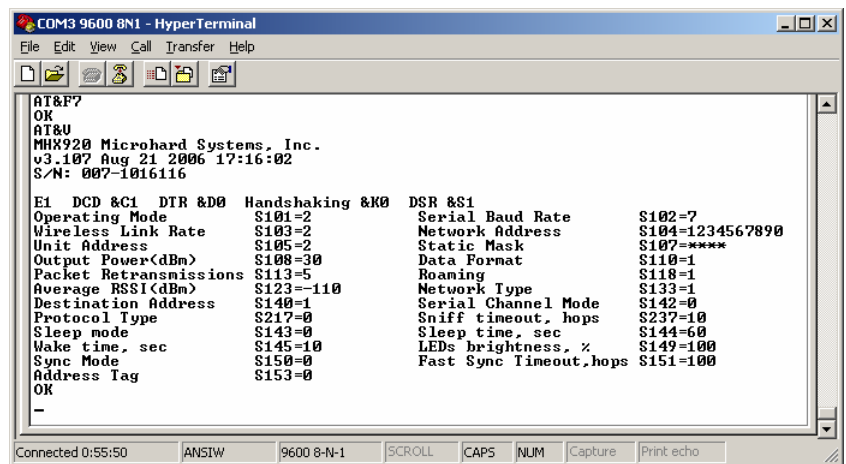 COM3 9600 8N1 - HyperTerminal
File Edit View Call Transfer Help
AT&F7
OK
AT&V
MHX920 Microhard Systems, Inc.
v3.107 Aug 21 2006 17:16:02
S/N: 007-1016116
E1 DCD &C1 DTR &D0 Handshaking &K0 DSR &S1
Operating Mode S101=2 Serial Baud Rate S102=7
Wireless Link Rate S103=2 Network Address S104=1234567890
Unit Address S105=2 Static Mask S107=****
Output Power(dBm) S108=30 Data Format S110=1
Packet Retransmissions S113=5 Roaming S118=1
Average RSSI(dBm) S123=-110 Network Type S133=1
Destination Address S140=1 Serial Channel Mode S142=0
Protocol Type S217=0 Sniff timeout, hops S237=10
Sleep mode S143=0 Sleep time, sec S144=60
Wake time, sec S145=10 LEDs brightness, % S149=100
Sync Mode S150=0 Fast Sync Timeout,hops S151=100
Address Tag S153=0
OK
_
Connected 0:55:50 ANSIW 9600 8-N-1 SCROLL CAPS NUM Capture Print echo